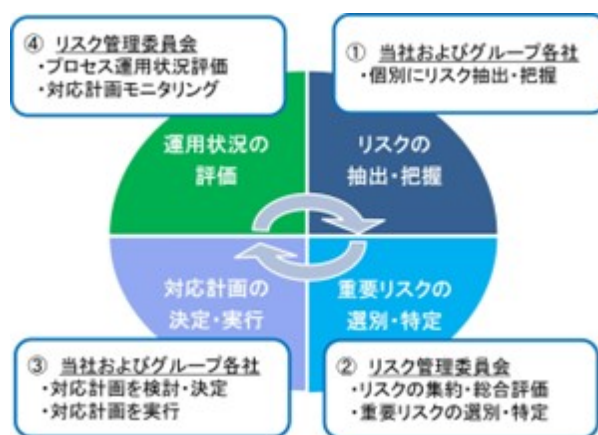 ④ リスク管理委員会
・プロセス運用状況評価
・対応計画モニタリング
① 当社およびグループ各社
・個別にリスク抽出・把握
運用状況の
評価
リスクの
抽出・把握
対応計画の
決定・実行
重要リスクの
選別・特定
③ 当社およびグループ各社
・対応計画を検討・決定
・対応計画を実行
② リスク管理委員会
・リスクの集約・総合評価
・重要リスクの選別・特定